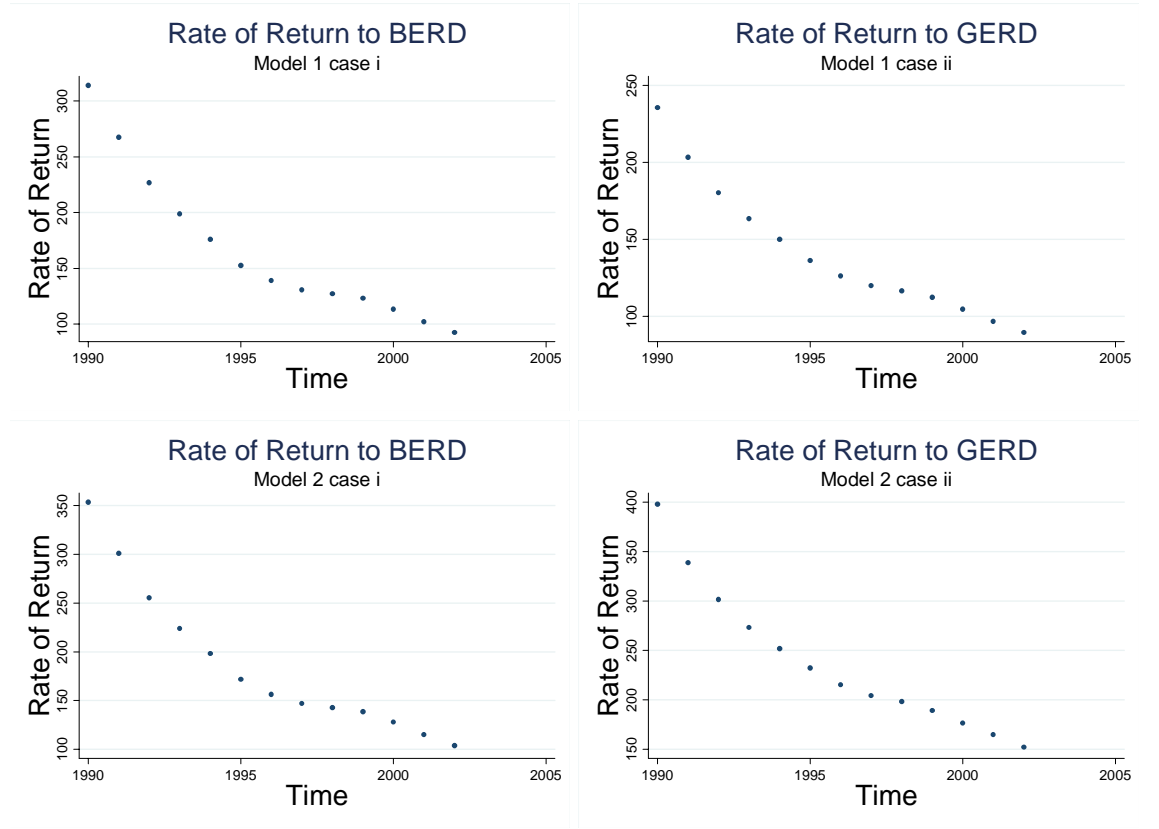 Rate of Return to BERD
Model 1 case i
Rate of Return
300
250
200
150
100
1990 1995 2000 2005
Time
Rate of Return to GERD
Model 1 case ii
Rate of Return
250
200
150
100
1990 1995 2000 2005
Time
Rate of Return to BERD
Model 2 case i
Rate of Return
350
300
250
200
150
100
1990 1995 2000 2005
Time
Rate of Return to GERD
Model 2 case ii
Rate of Return
400
350
300
250
200
150
1990 1995 2000 2005
Time